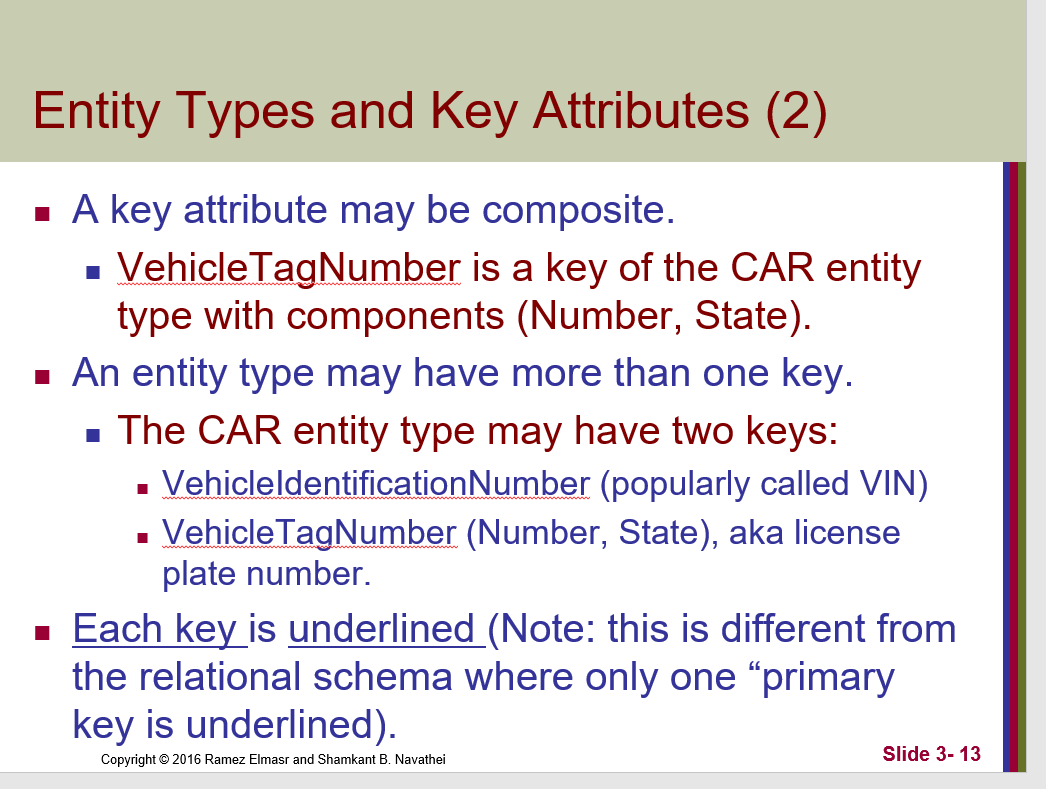 Entity Types and Key Attributes (2)
A key attribute may be composite.
VehicleTagNumber is a key of the CAR entity
type with components (Number, State).
An entity type may have more than one key.
The CAR entity type may have two keys:
VehicleIdentificationNumber (popularly called VIN)
VehicleTagNumber (Number, State), aka license
plate number.
Each key is underlined (Note: this is different from
the relational schema where only one “primary
key is underlined).
Copyright © 2016 Ramez Elmasr and Shamkant B. Navathei
Slide 3- 13